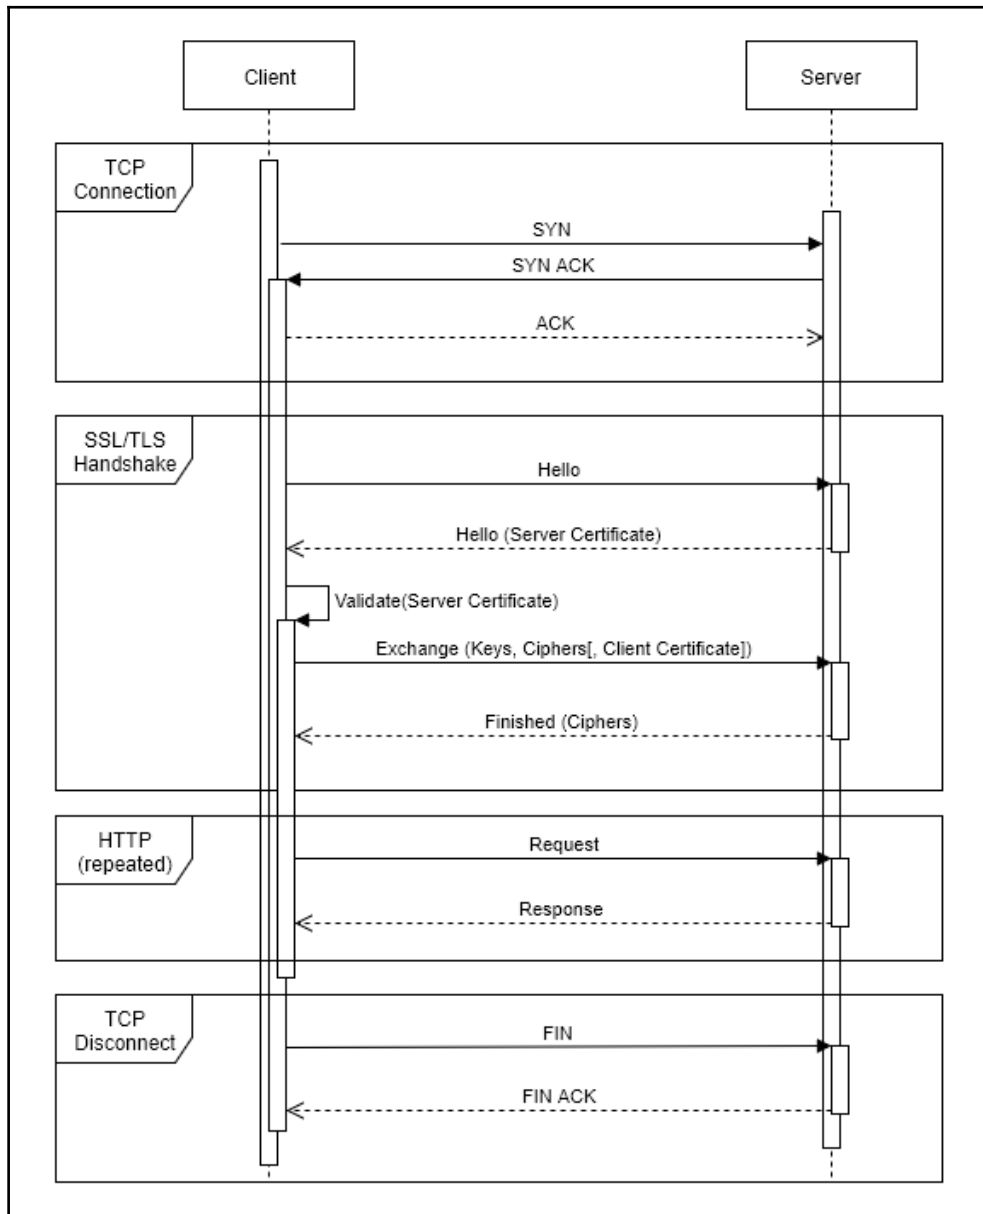 Client
Server
TCP
Connection
SYN
SYN ACK
ACK
SSL/TLS
Handshake
Hello
Hello (Server Certificate)
Validate(Server Certificate)
Exchange (Keys, Ciphers[, Client Certificate])
Finished (Ciphers)
HTTP
(repeated)
Request
Response
TCP
Disconnect
FIN
FIN ACK